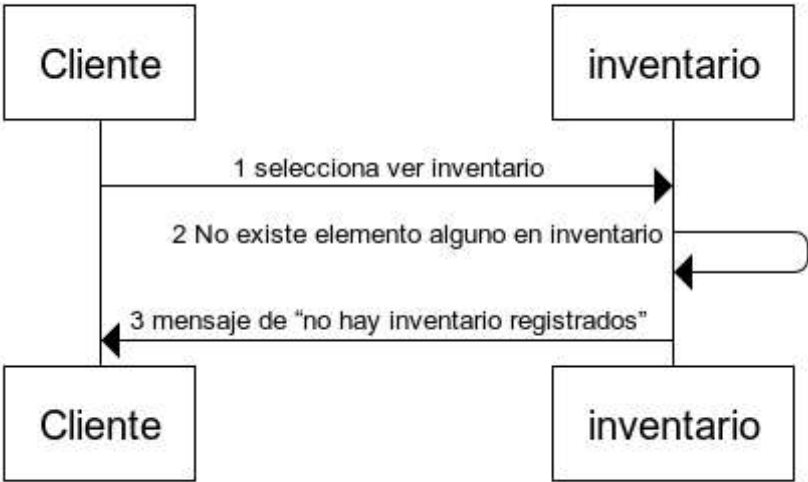 Cliente
inventario
1 selecciona ver inventario
2 No existe elemento alguno en inventario
3 mensaje de “no hay inventario registrados”
Cliente
inventario